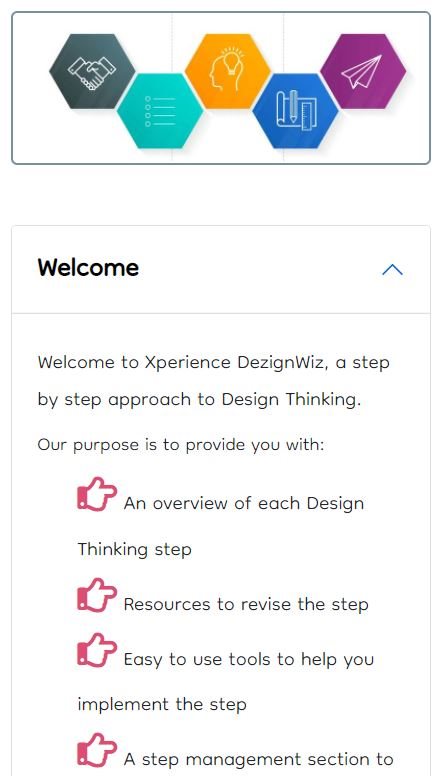 Welcome
Welcome to Xperience DezignWiz, a step
by step approach to Design Thinking.
Our purpose is to provide you with:
An overview of each Design
Thinking step
Resources to revise the step
Easy to use tools to help you
implement the step
A step management section to